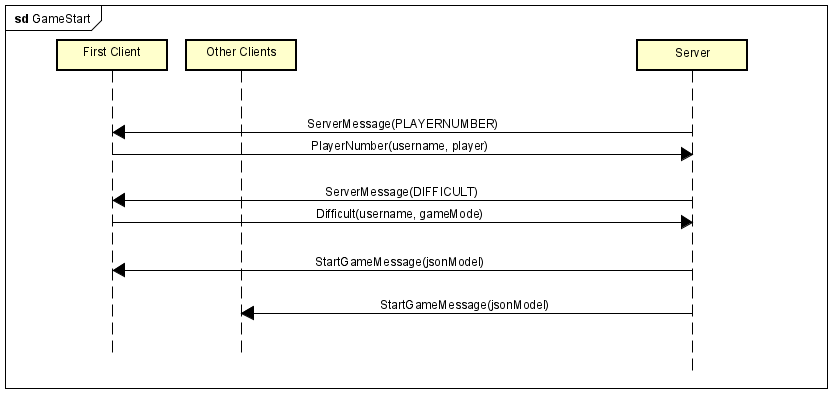 sd GameStart
First Client
Other Clients
Server
ServerMessage(PLAYERNUMBER)
PlayerNumber(username, player)
ServerMessage(DIFFICULT)
Difficult(username, gameMode)
StartGameMessage(jsonModel)
StartGameMessage(jsonModel)